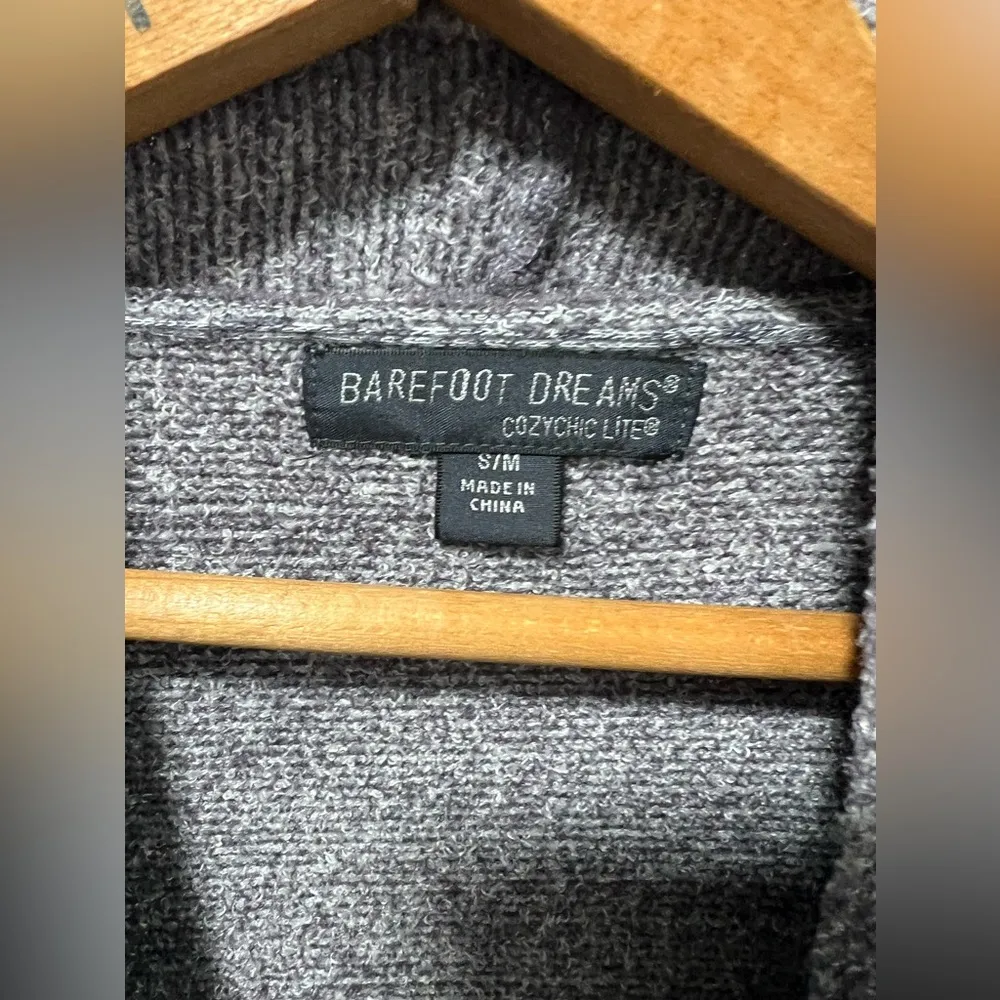 BAREFOOT DREAMS®
COZYCHIC LITE®
S/M
MADE IN
CHINA